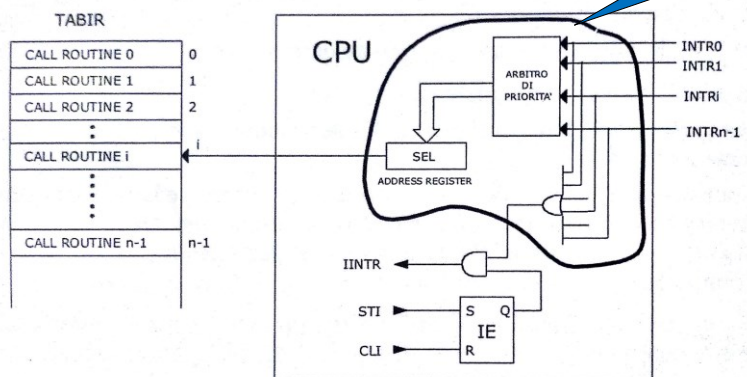 TABIR
CALL ROUTINE 0 0
CALL ROUTINE 1 1
CALL ROUTINE 2 2
CALL ROUTINE i i
CALL ROUTINE n-1 n-1
CPU
ARBITRO
DI
PRIORITA'
INTR0
INTR1
INTRi
INTRn-1
SEL
ADDRESS REGISTER
IINTR
STI S Q
IE
CLI R